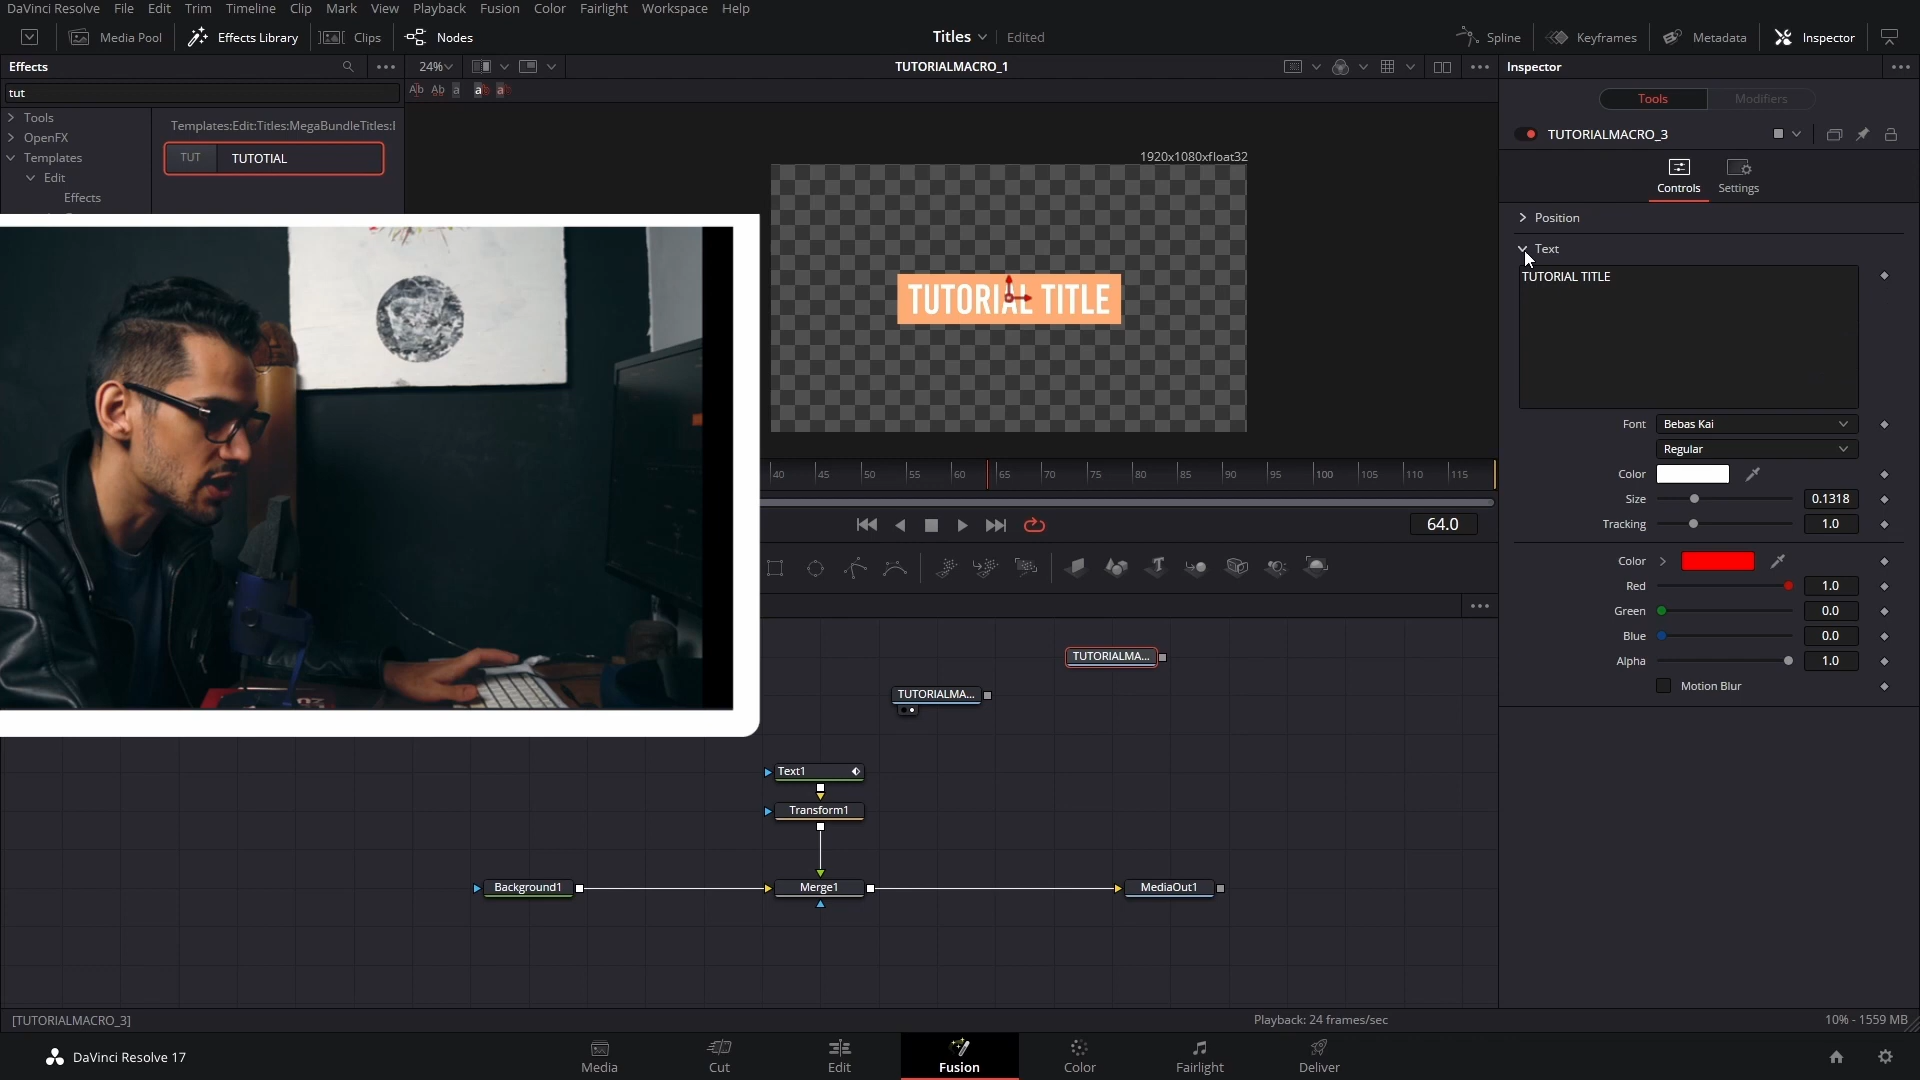 DaVinci Resolve File Edit Trim Timeline Clip Mark View Playback Fusion Color Fairlight Workspace Help
Media Pool Effects Library Clips Nodes Titles Edited Spline Keyframes Metadata Inspector
Effects 24% TUTORIALMACRO_1 Inspector
Ab Ab a a a
tut
Tools Modifiers
Tools
OpenFX
Templates
Edit
Effects
Templates:Edit:Titles:MegaBundleTitles:
TUT TUTOTIAL
1920x1080xfloat32
TUTORIAL TITLE
TUTORIALMACRO_3
Controls Settings
Position
Text
TUTORIAL TITLE
Font Bebas Kai
Regular
Color
Size 0.1318
Tracking 1.0
Color
Red 1.0
Green 0.0
Blue 0.0
Alpha 1.0
Motion Blur
40 45 50 55 60 65 70 75 80 85 90 95 100 105 110 115
64.0
TUTORIALMA...
TUTORIALMA...
Text1
Transform1
Background1 Merge1 MediaOut1
[TUTORIALMACRO_3] Playback: 24 frames/sec 10% - 1559 MB
DaVinci Resolve 17 Media Cut Edit Fusion Color Fairlight Deliver